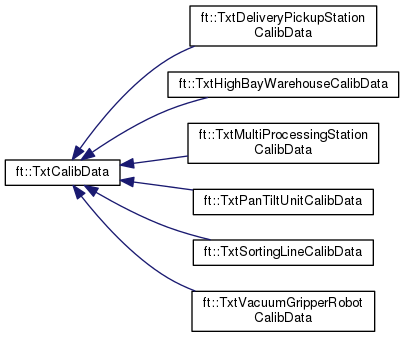 ft::TxtDeliveryPickupStation
CalibData
ft::TxtHighBayWarehouseCalibData
ft::TxtMultiProcessingStation
CalibData
ft::TxtCalibData
ft::TxtPanTiltUnitCalibData
ft::TxtSortingLineCalibData
ft::TxtVacuumGripperRobot
CalibData